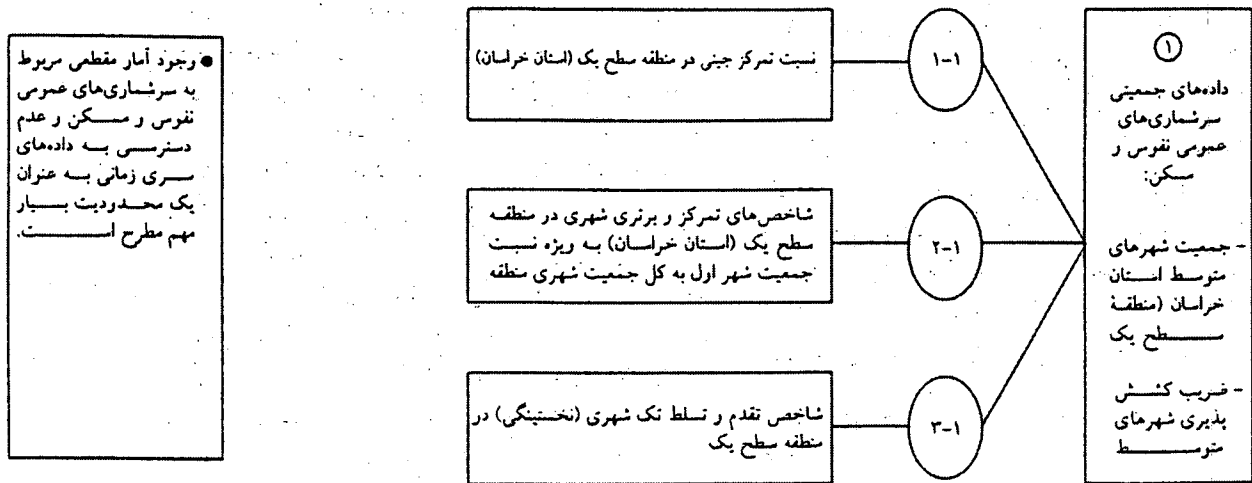 ۱
داده‌های جمعیتی
سرشماری‌های
عمومی نفوس و
مسکن:
- جمعیت شهرهای
متوسط استان
خراسان (منطقهٔ
سطح یک
- ضریب کشش
پذیری شهرهای
متوسط
۱-۱
نسبت تمرکز جینی در منطقه سطح یک (استان خراسان)
۲-۱
شاخص‌های تمرکز و برتری شهری در منطقه
سطح یک (استان خراسان) به ویژه نسبت
جمعیت شهر اول به کل جمعیت شهری منطقه
۳-۱
شاخص تقدم و تسلط تک شهری (نخستینگی) در
منطقه سطح یک
● وجود آمار مقطعی مربوط
به سرشماری‌های عمومی
نفوس و مسکن و عدم
دسترسی به داده‌های
سری زمانی به عنوان
یک محدودیت بسیار
مهم مطرح است.